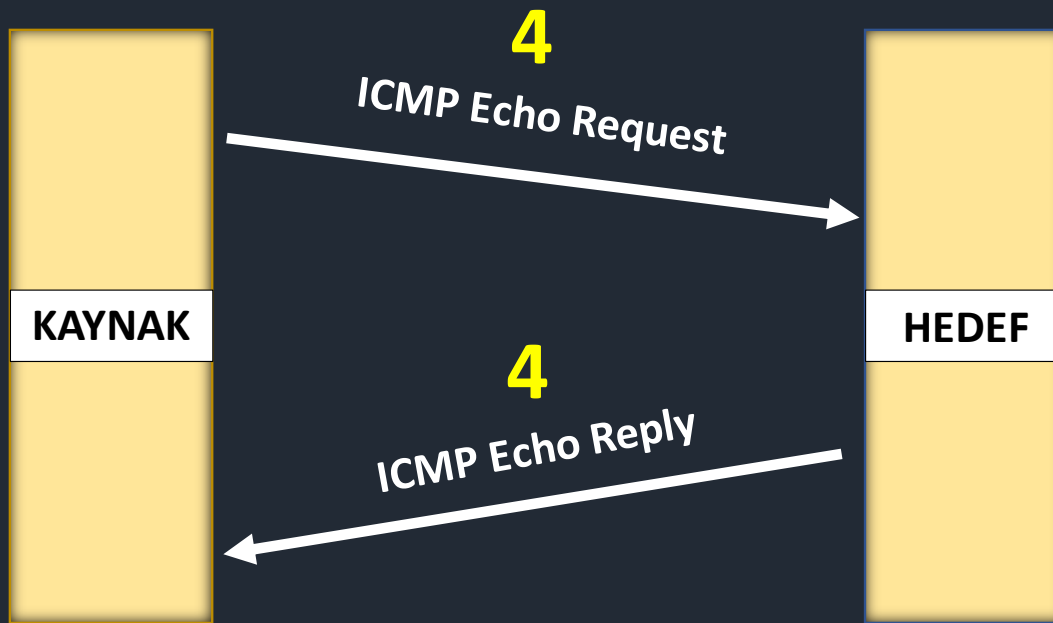 4
ICMP Echo Request
KAYNAK
HEDEF
4
ICMP Echo Reply